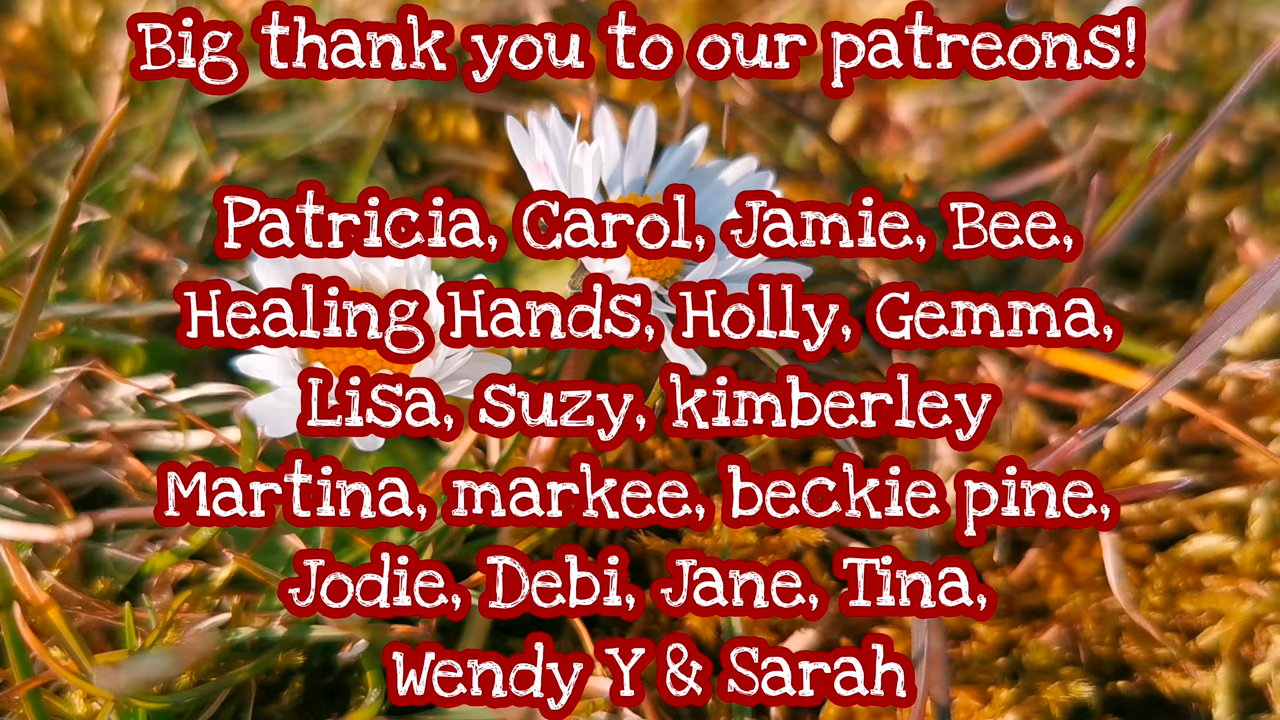 Big thank you to our patreons!
Patricia, Carol, Jamie, Bee,
Healing Hands, Holly, Gemma,
Lisa, suzy, kimberley
Martina, markee, beckie pine,
Jodie, Debi, Jane, Tina,
Wendy Y & Sarah